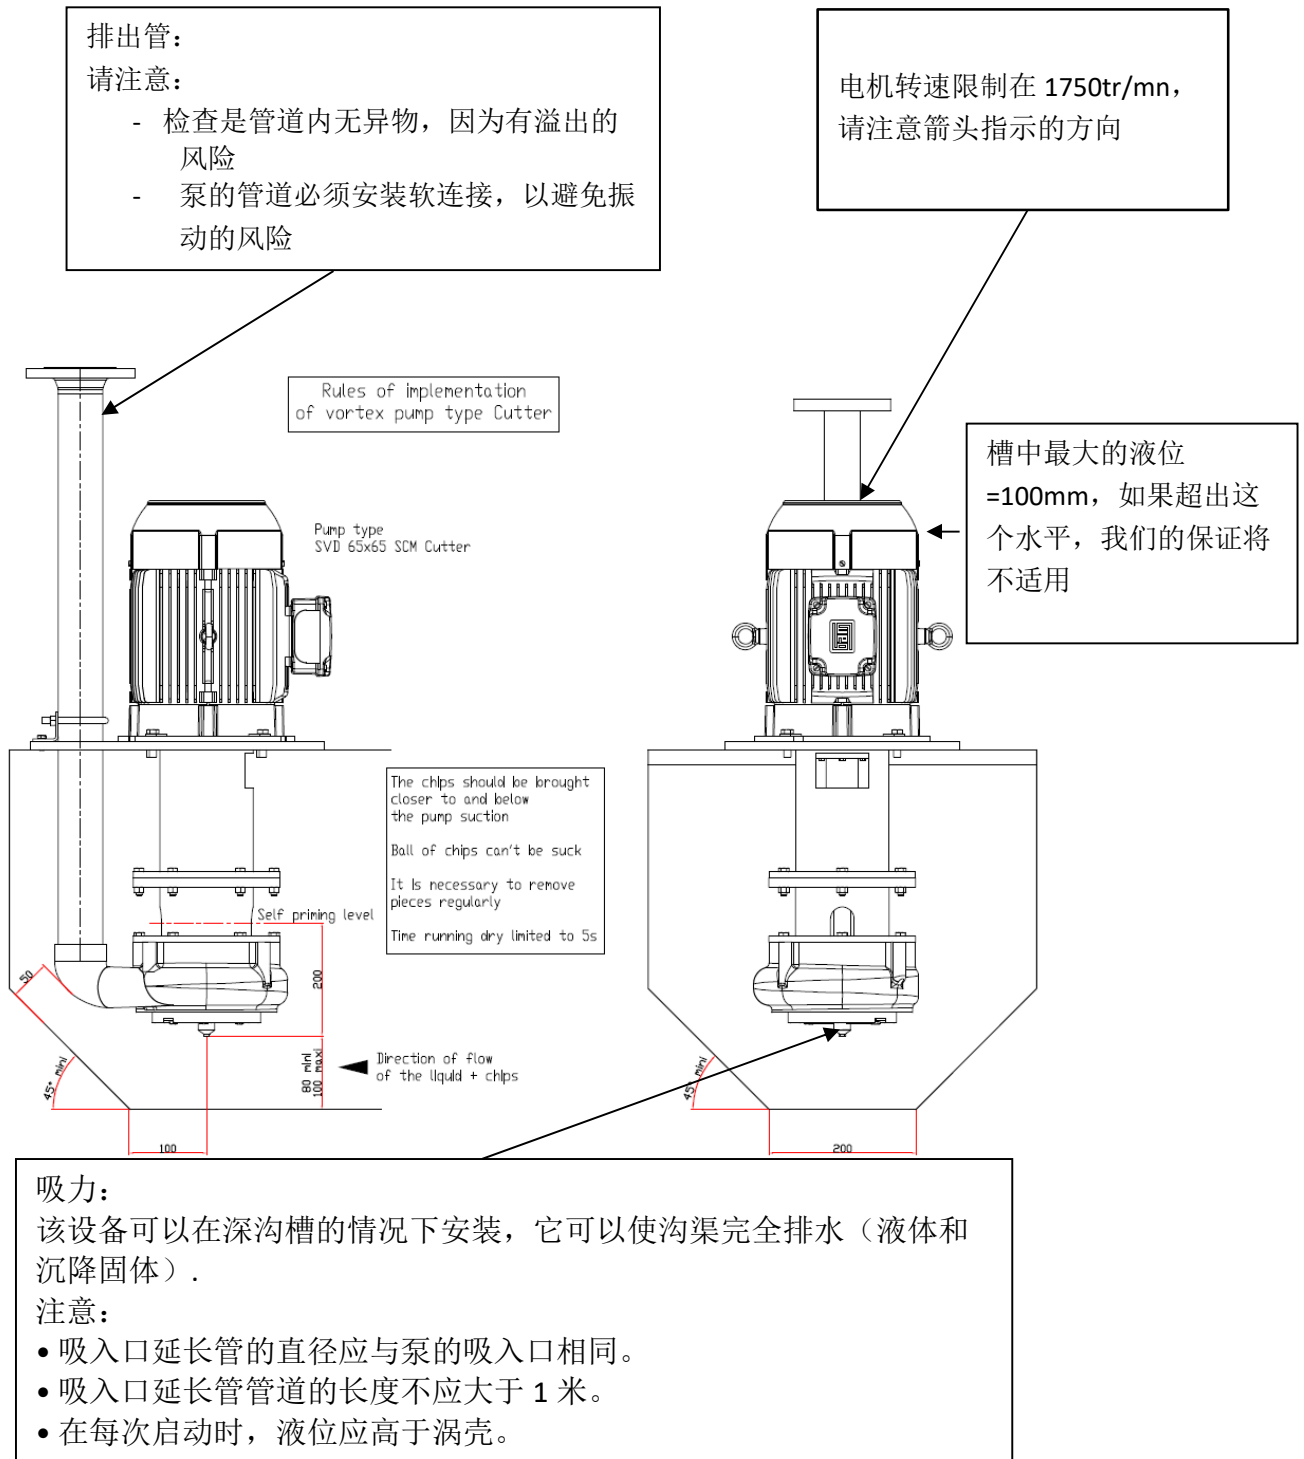 排出管：
请注意：
- 检查是管道内无异物，因为有溢出的
风险
- 泵的管道必须安装软连接，以避免振
动的风险
电机转速限制在 1750tr/mn，
请注意箭头指示的方向
Rules of implementation
of vortex pump type Cutter
槽中最大的液位
=100mm，如果超出这
个水平，我们的保证将
不适用
Pump type
SVD 65x65 SCM Cutter
The chips should be brought
closer to and below
the pump suction
Ball of chips can't be suck
It is necessary to remove
pieces regularly
Time running dry limited to 5s
Self priming level
50
200
80 mini
100 maxi
Direction of flow
of the liquid + chips
45° mini
45° mini
100
200
吸力：
该设备可以在深沟槽的情况下安装，它可以使沟渠完全排水（液体和
沉降固体）.
注意：
• 吸入口延长管的直径应与泵的吸入口相同。
• 吸入口延长管管道的长度不应大于 1 米。
• 在每次启动时，液位应高于涡壳。